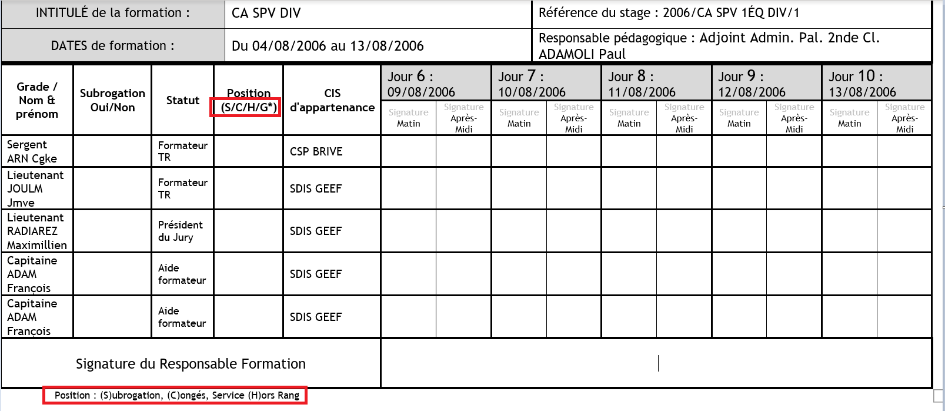 INTITULÉ de la formation : CA SPV DIV Référence du stage : 2006/CA SPV 1ÉQ DIV/1
DATES de formation : Du 04/08/2006 au 13/08/2006 Responsable pédagogique : Adjoint Admin. Pal. 2nde Cl.
ADAMOLI Paul
Grade /
Nom &
prénom
Subrogation
Oui/Non
Statut
Position
(S/C/H/G*)
CIS
d'appartenance
Jour 6 :
09/08/2006
Jour 7 :
10/08/2006
Jour 8 :
11/08/2006
Jour 9 :
12/08/2006
Jour 10 :
13/08/2006
Signature
Matin
Signature
Après-
Midi
Signature
Matin
Signature
Après-
Midi
Signature
Matin
Signature
Après-
Midi
Signature
Matin
Signature
Après-
Midi
Signature
Matin
Signature
Après-
Midi
Sergent
ARN Cgke
Formateur
TR
CSP BRIVE
Lieutenant
JOULM
Jmve
Formateur
TR
SDIS GEEF
Lieutenant
RADIAREZ
Maximillien
Président
du Jury
SDIS GEEF
Capitaine
ADAM
François
Aide
formateur
SDIS GEEF
Capitaine
ADAM
François
Aide
formateur
SDIS GEEF
Signature du Responsable Formation
Position : (S)ubrogation, (C)ongés, Service (H)ors Rang